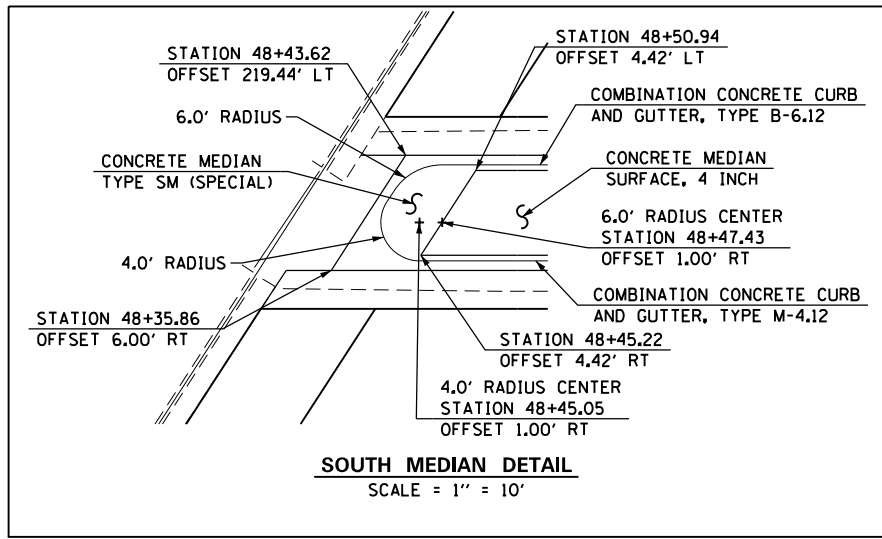 STATION 48+43.62
OFFSET 219.44' LT
STATION 48+50.94
OFFSET 4.42' LT
6.0' RADIUS
COMBINATION CONCRETE CURB
AND GUTTER, TYPE B-6.12
CONCRETE MEDIAN
TYPE SM (SPECIAL)
CONCRETE MEDIAN
SURFACE, 4 INCH
6.0' RADIUS CENTER
STATION 48+47.43
OFFSET 1.00' RT
4.0' RADIUS
COMBINATION CONCRETE CURB
AND GUTTER, TYPE M-4.12
STATION 48+35.86
OFFSET 6.00' RT
STATION 48+45.22
OFFSET 4.42' RT
4.0' RADIUS CENTER
STATION 48+45.05
OFFSET 1.00' RT
SOUTH MEDIAN DETAIL
SCALE = 1'' = 10'